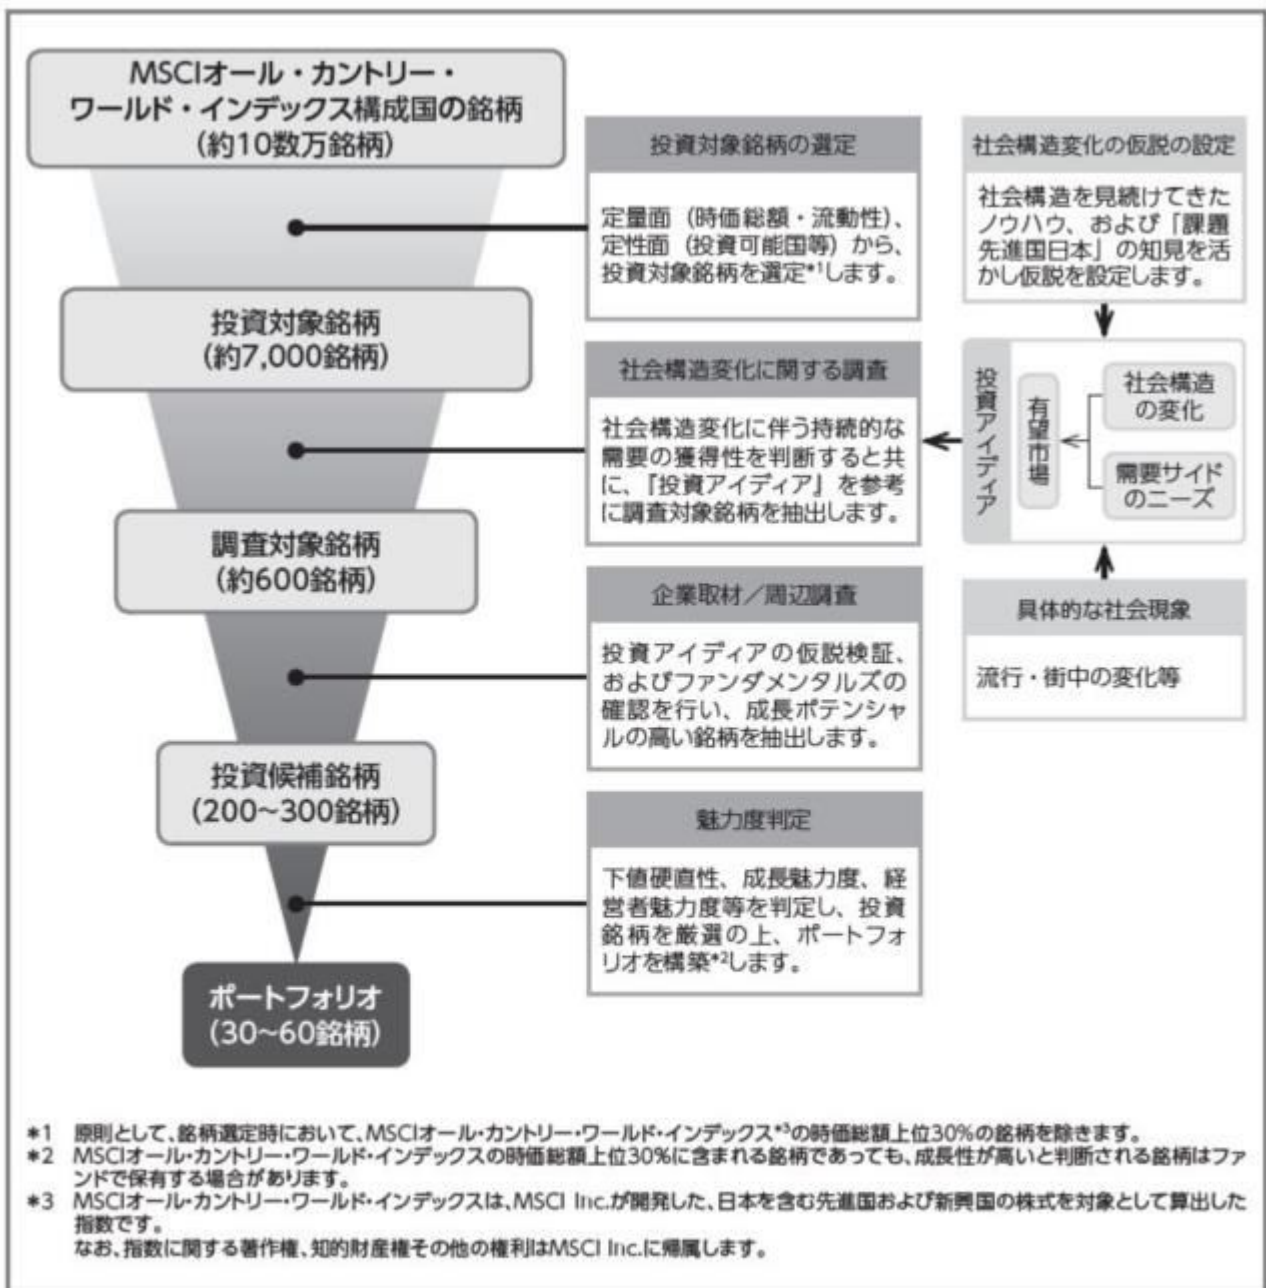 MSCIオール・カントリー・
ワールド・インデックス構成国の銘柄
(約10数万銘柄)
投資対象銘柄の選定
定量面（時価総額・流動性）、
定性面（投資可能国等）から、
投資対象銘柄を選定*1します。
社会構造変化の仮説の設定
社会構造を見続けてきた
ノウハウ、および「課題
先進国日本」の知見を活
かし仮説を設定します。
投資対象銘柄
(約7,000銘柄)
社会構造変化に関する調査
社会構造変化に伴う持続的な
需要の獲得性を判断すると共
に、『投資アイディア』を参考
に調査対象銘柄を抽出します。
投資アイディア
有望市場
社会構造
の変化
需要サイド
のニーズ
調査対象銘柄
(約600銘柄)
企業取材／周辺調査
投資アイディアの仮説検証、
およびファンダメンタルズの
確認を行い、成長ポテンシャ
ルの高い銘柄を抽出します。
具体的な社会現象
流行・街中の変化等
投資候補銘柄
(200～300銘柄)
魅力度判定
下値硬直性、成長魅力度、経
営者魅力度等を判定し、投資
銘柄を厳選の上、ポートフォ
リオを構築*2します。
ポートフォリオ
(30～60銘柄)
*1 原則として、銘柄選定時において、MSCIオール・カントリー・ワールド・インデックス*3の時価総額上位30%の銘柄を除きます。
*2 MSCIオール・カントリー・ワールド・インデックスの時価総額上位30%に含まれる銘柄であっても、成長性が高いと判断される銘柄はファ
ンドで保有する場合があります。
*3 MSCIオール・カントリー・ワールド・インデックスは、MSCI Inc.が開発した、日本を含む先進国および新興国の株式を対象として算出した
指数です。
なお、指数に関する著作権、知的財産権その他の権利はMSCI Inc.に帰属します。